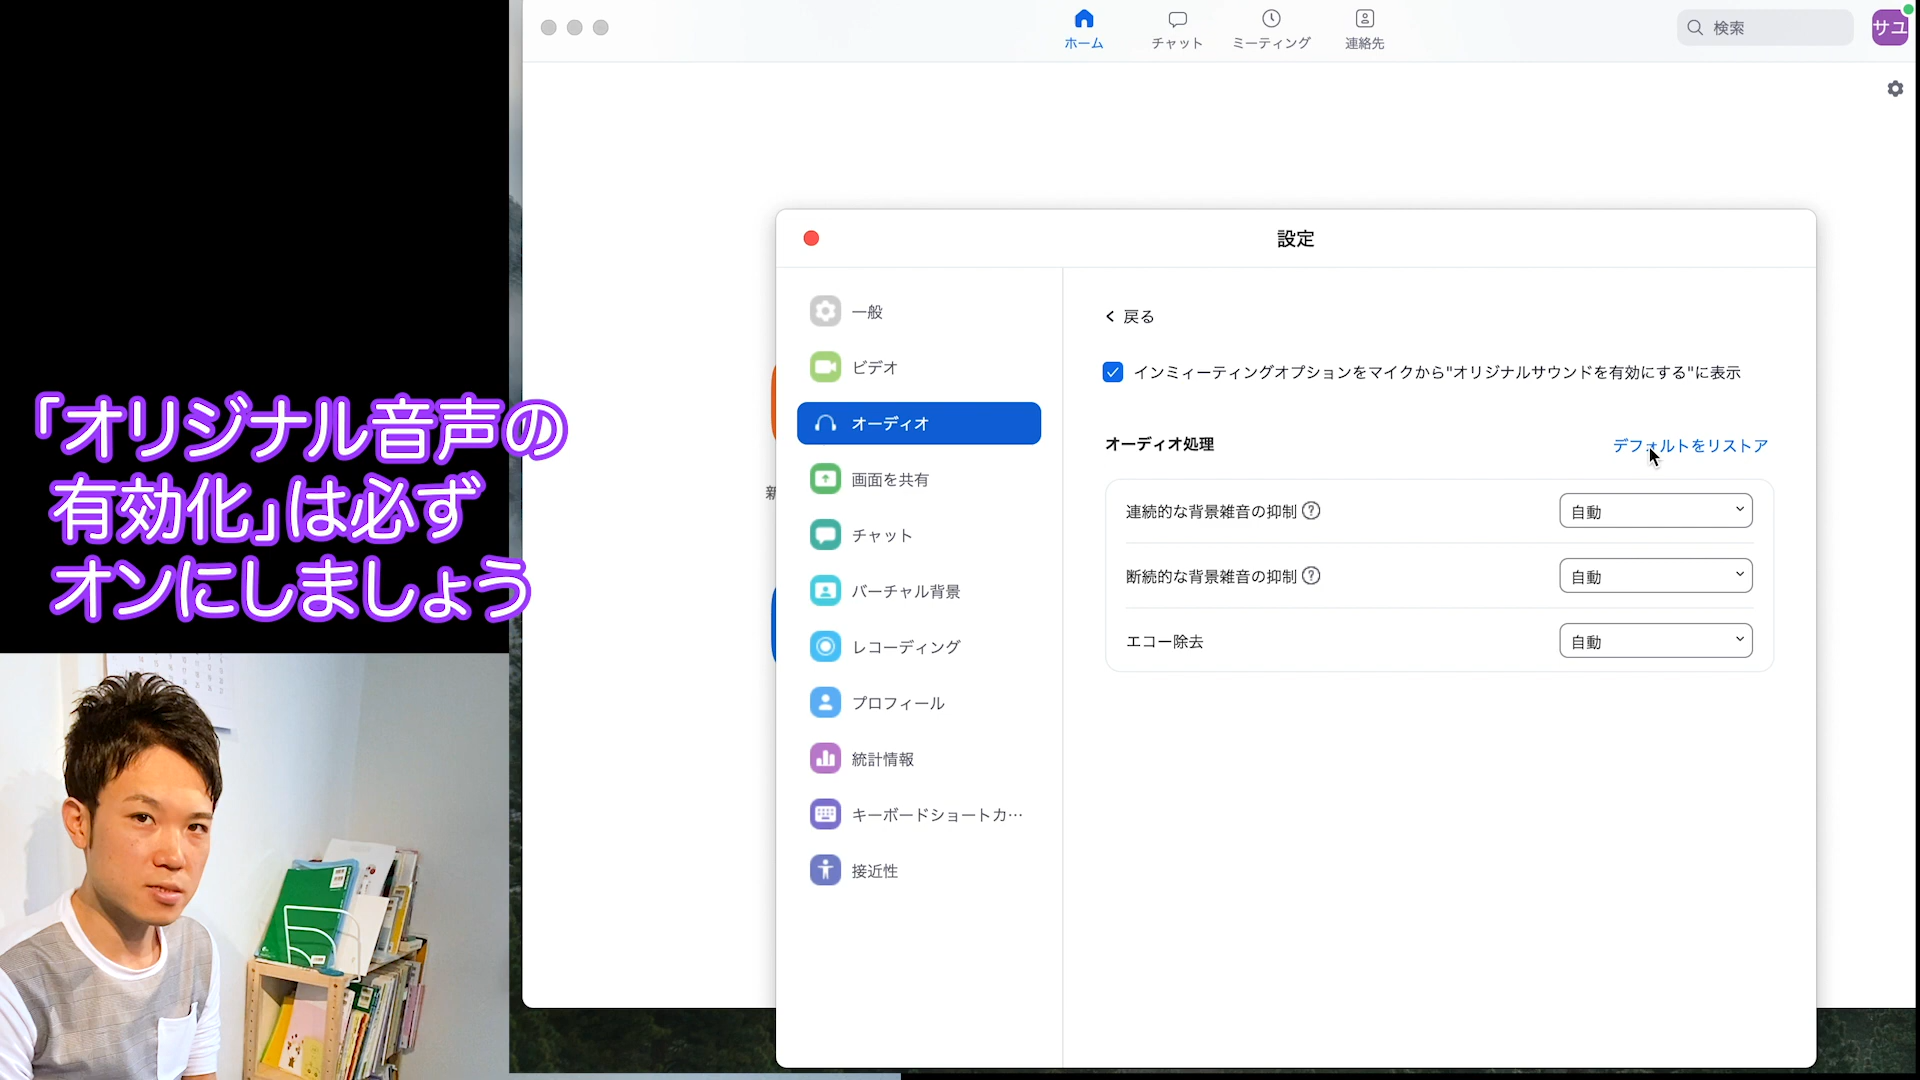 ホーム
チャット
ミーティング
連絡先
検索
サユ
設定
一般
ビデオ
オーディオ
画面を共有
チャット
バーチャル背景
レコーディング
プロフィール
統計情報
キーボードショートカ…
接近性
戻る
インミィーティングオプションをマイクから"オリジナルサウンドを有効にする"に表示
オーディオ処理
デフォルトをリストア
連続的な背景雑音の抑制
自動
断続的な背景雑音の抑制
自動
エコー除去
自動
新
「オリジナル音声の
有効化」は必ず
オンにしましょう